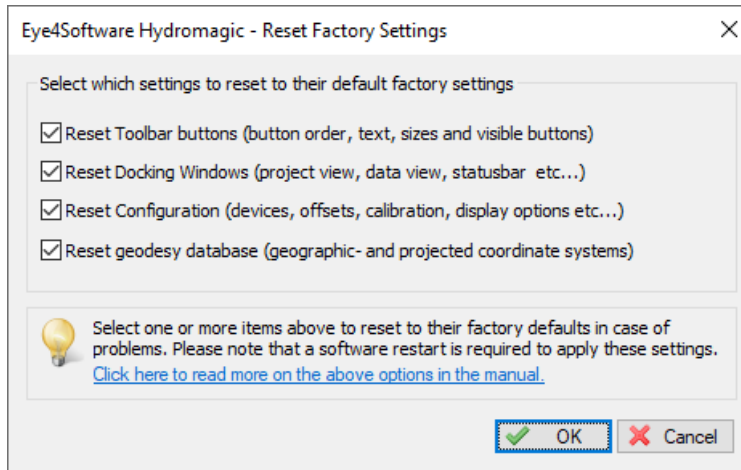 Eye4Software Hydromagic - Reset Factory Settings
Select which settings to reset to their default factory settings
Reset Toolbar buttons (button order, text, sizes and visible buttons)
Reset Docking Windows (project view, data view, statusbar  etc...)
Reset Configuration (devices, offsets, calibration, display options etc...)
Reset geodesy database (geographic- and projected coordinate systems)
Select one or more items above to reset to their factory defaults in case of
problems. Please note that a software restart is required to apply these settings.
Click here to read more on the above options in the manual.
OK
Cancel